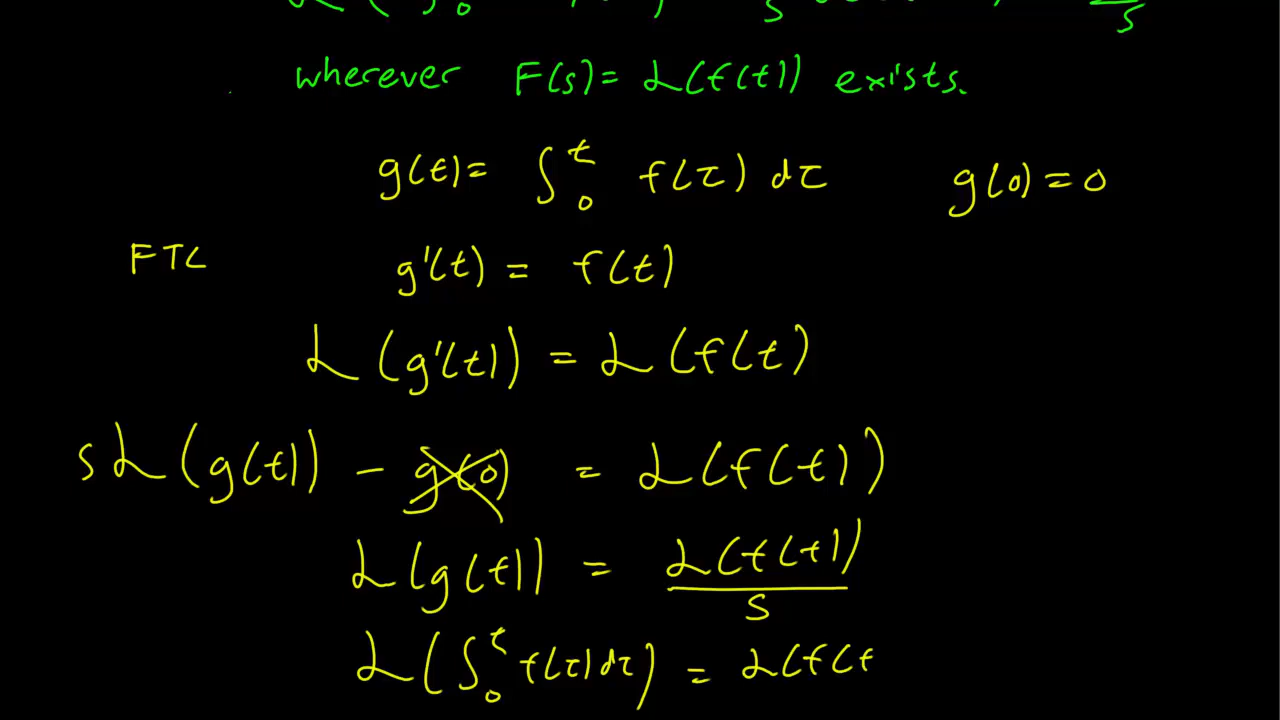 wherever F(s) = ℒ(f(t)) exists.
g(t) = ∫₀ᵗ f(τ) dτ g(0) = 0
FTC g'(t) = f(t)
ℒ(g'(t)) = ℒ(f(t)
sℒ(g(t)) - g(0) = ℒ(f(t))
ℒ(g(t)) = ℒ(f(t)) / s
ℒ(∫₀ᵗ f(τ) dτ) = ℒ(f(t